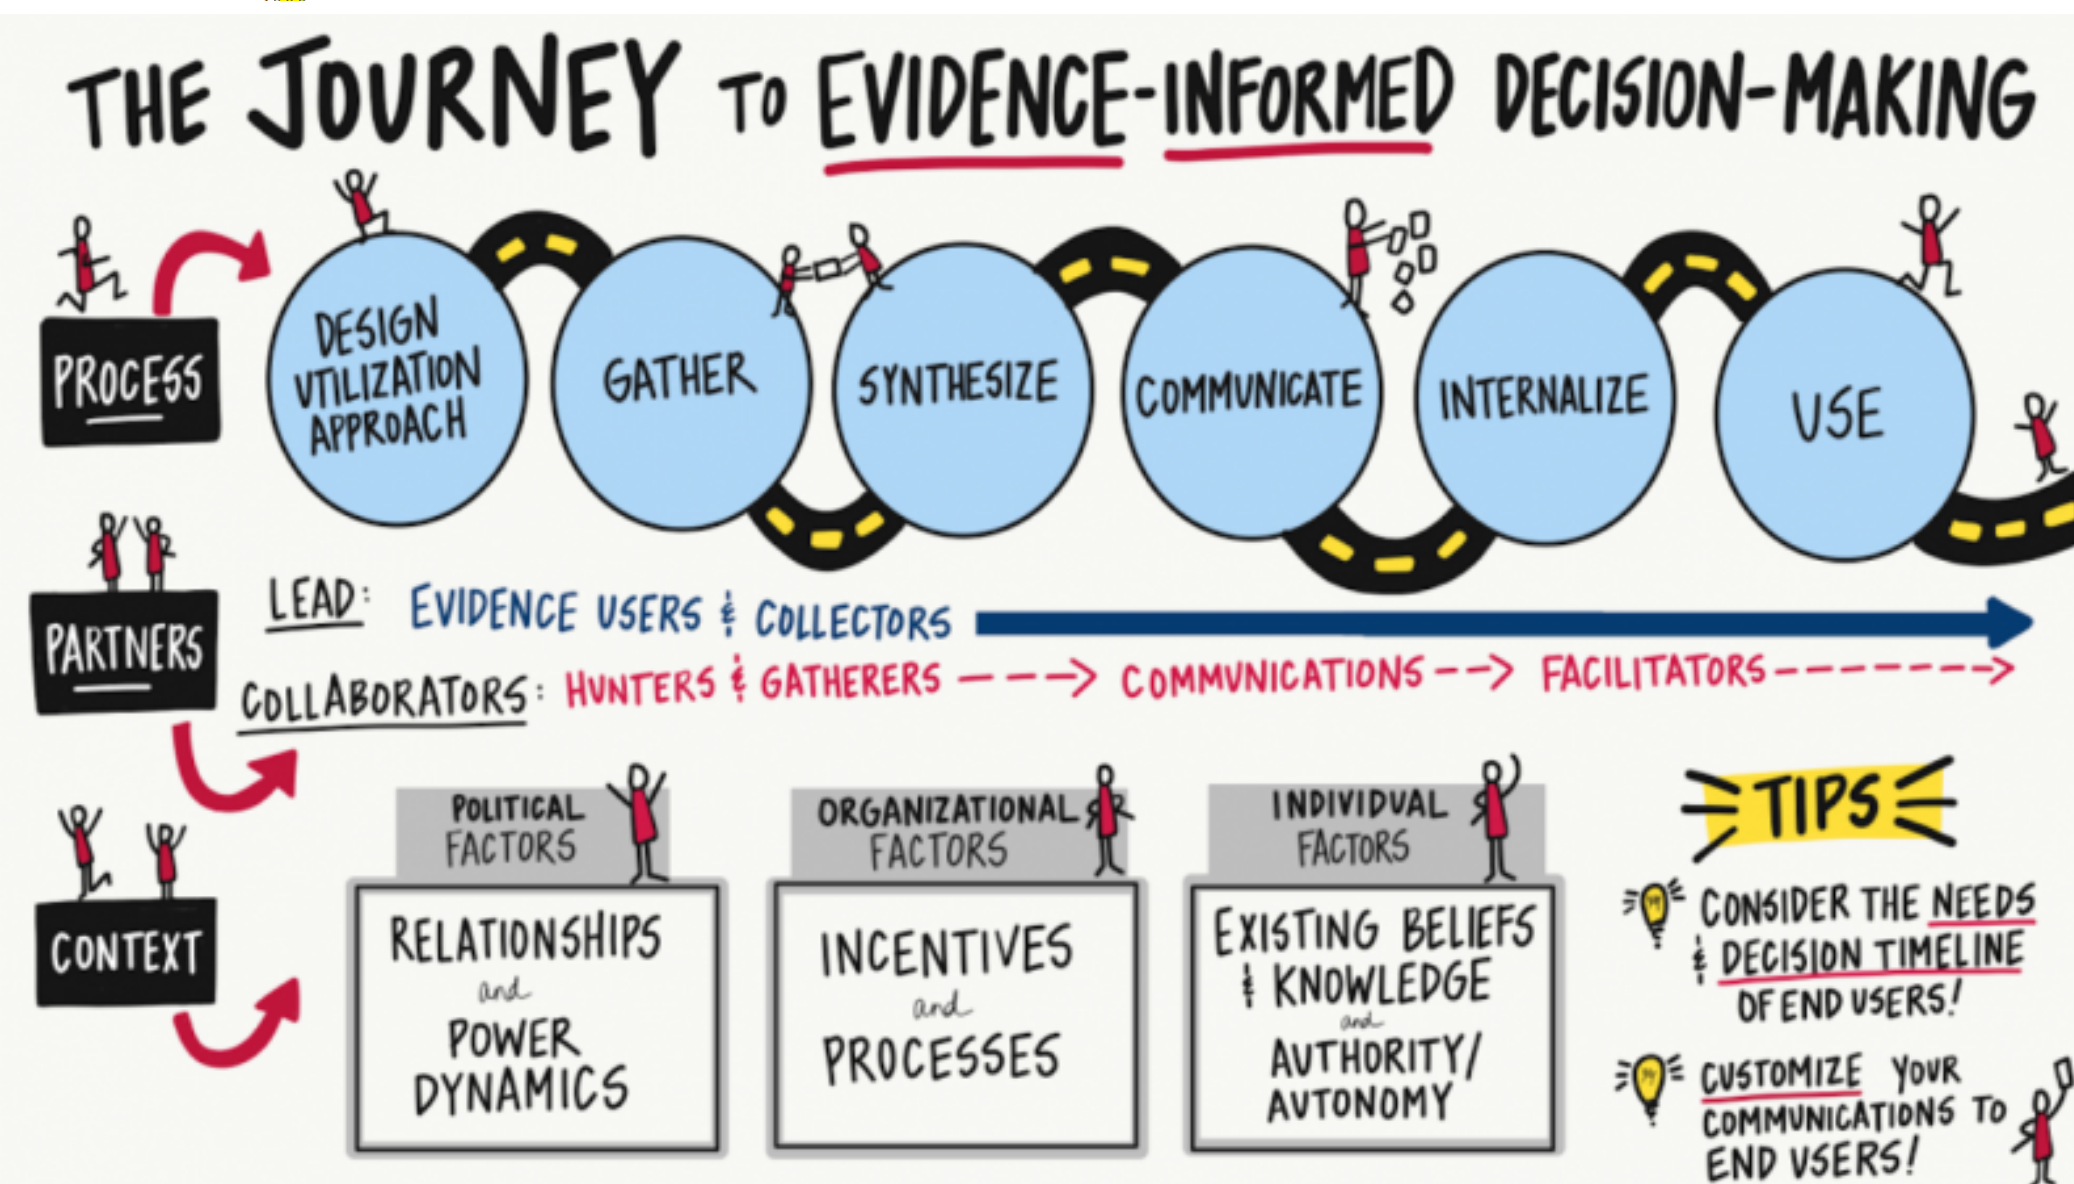 THE JOURNEY TO EVIDENCE-INFORMED DECISION-MAKING
PROCESS
DESIGN
UTILIZATION
APPROACH
GATHER
SYNTHESIZE
COMMUNICATE
INTERNALIZE
USE
PARTNERS
LEAD: EVIDENCE USERS & COLLECTORS
COLLABORATORS: HUNTERS & GATHERERS COMMUNICATIONS FACILITATORS
CONTEXT
POLITICAL
FACTORS
RELATIONSHIPS
and
POWER
DYNAMICS
ORGANIZATIONAL
FACTORS
INCENTIVES
and
PROCESSES
INDIVIDUAL
FACTORS
EXISTING BELIEFS
& KNOWLEDGE
and
AUTHORITY/
AUTONOMY
TIPS
CONSIDER THE NEEDS
& DECISION TIMELINE
OF END USERS!
CUSTOMIZE YOUR
COMMUNICATIONS TO
END USERS!